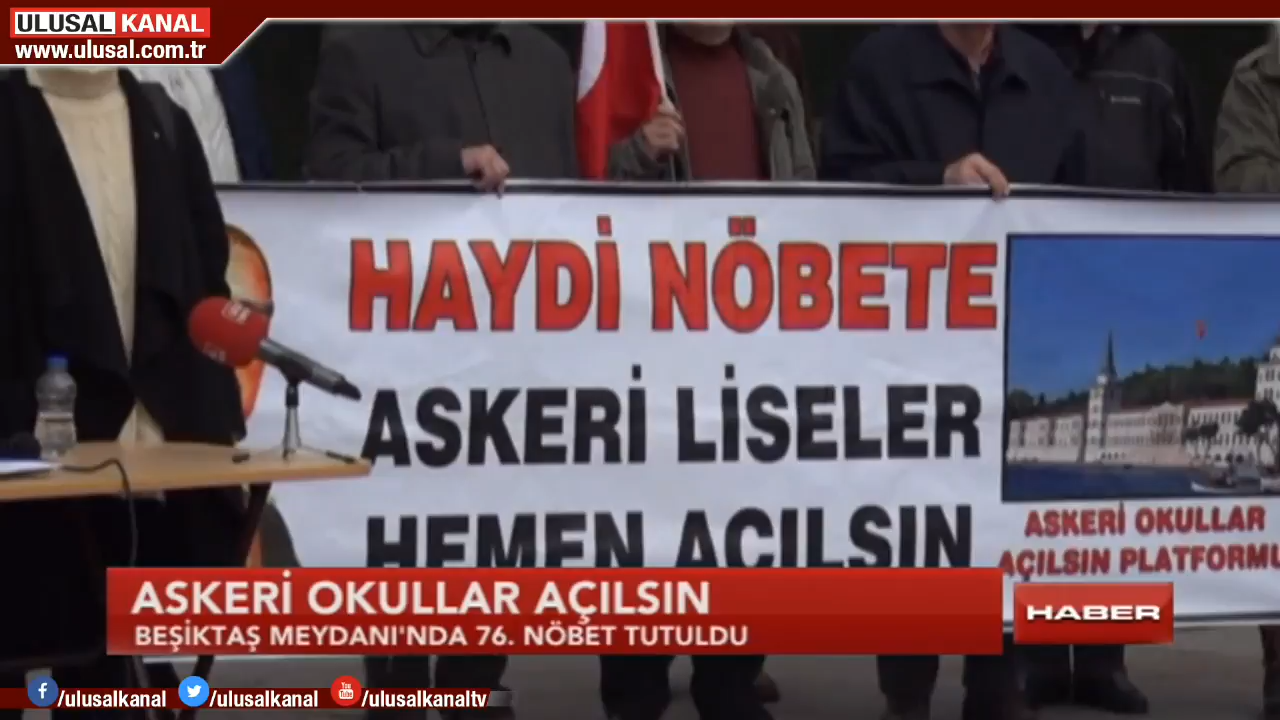 ULUSAL KANAL
www.ulusal.com.tr
HAYDİ NÖBETE
ASKERİ LİSELER
HEMEN AÇILSIN
ASKERİ OKULLAR
AÇILSIN PLATFORMU
ASKERİ OKULLAR AÇILSIN
BEŞİKTAŞ MEYDANI'NDA 76. NÖBET TUTULDU
HABER
/ulusalkanal
/ulusalkanal
/ulusalkanaltv